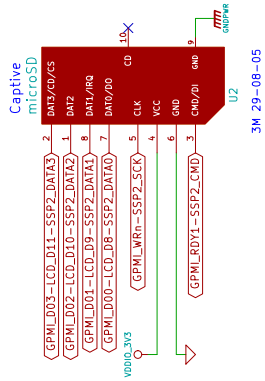 Captive
microSD
U2
3M 29-08-05
GNDPWR
10
CD
9
GND
DAT3/CD/CS
2
GPMI_D03-LCD_D11-SSP2_DATA3
DAT2
1
GPMI_D02-LCD_D10-SSP2_DATA2
DAT1/IRQ
8
GPMI_D01-LCD_D9-SSP2_DATA1
DAT0/DO
7
GPMI_D00-LCD_D8-SSP2_DATA0
CLK
5
GPMI_WRn-SSP2_SCK
VCC
4
VDDIO_3V3
GND
6
CMD/DI
3
GPMI_RDY1-SSP2_CMD